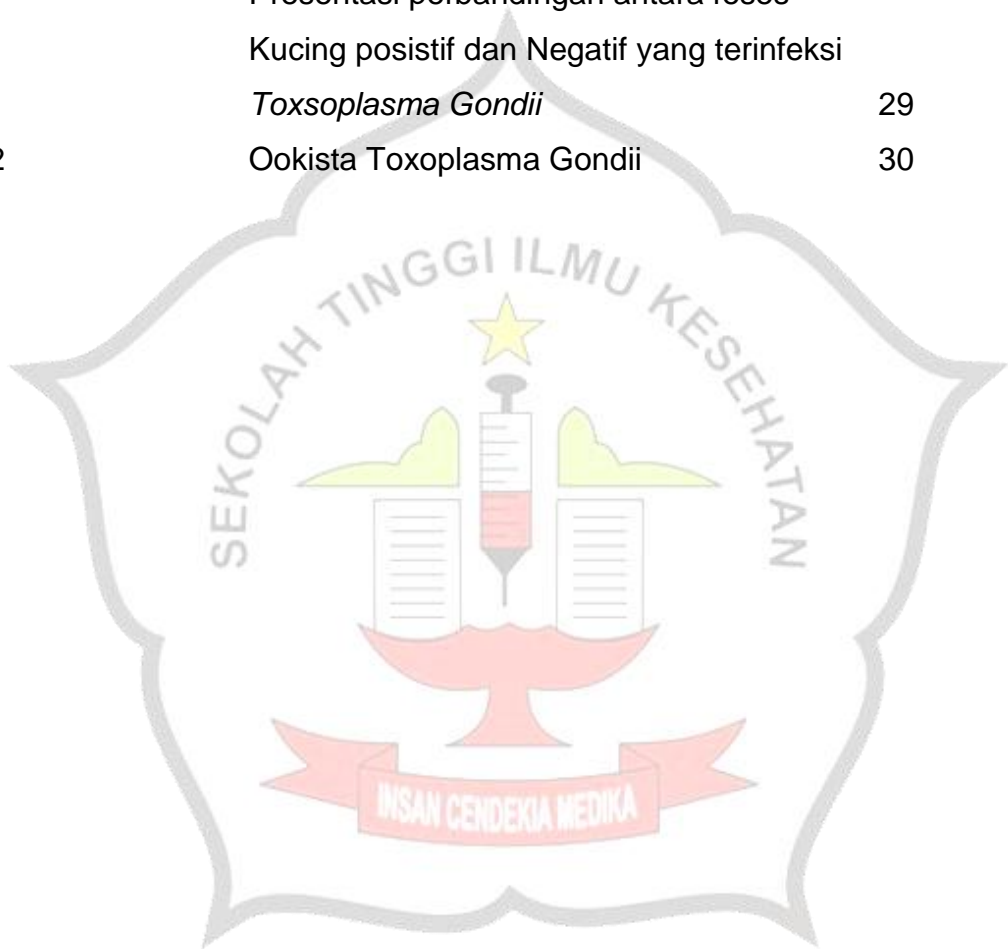 Kucing posistif dan Negatif yang terinfeksi
Toxsoplasma Gondii 29
2 Ookista Toxoplasma Gondii 30
SEKOLAH TINGGI ILMU KESEHATAN
INSAN CENDEKIA MEDIKA